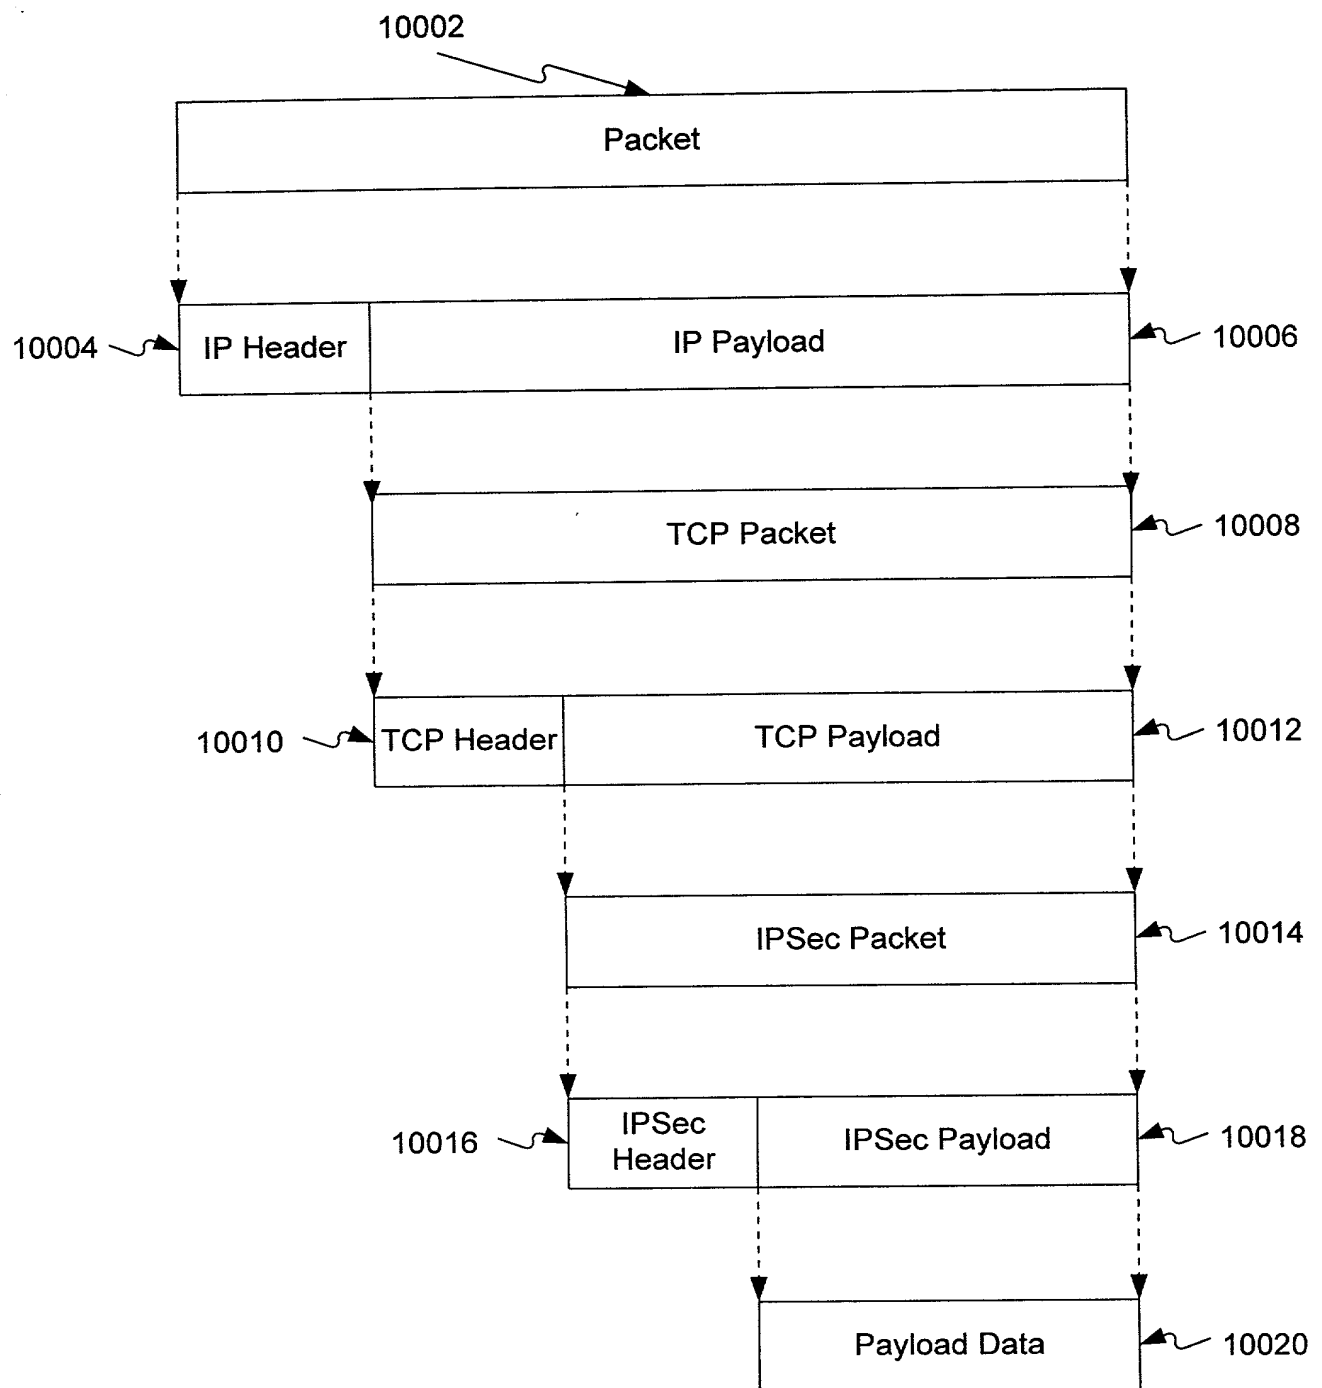 10002
Packet
10004
IP Header
IP Payload
10006
TCP Packet
10008
10010
TCP Header
TCP Payload
10012
IPSec Packet
10014
10016
IPSec
Header
IPSec Payload
10018
Payload Data
10020